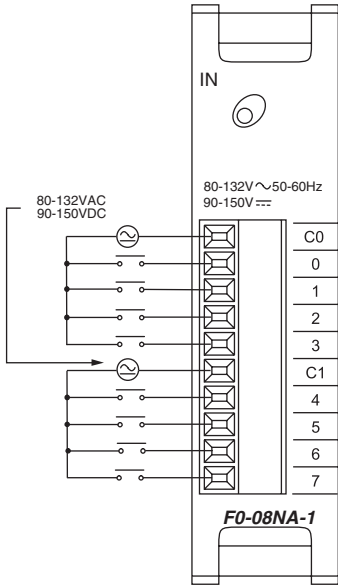 IN
80-132V∿50-60Hz
90-150V⎓
80-132VAC
90-150VDC
C0
0
1
2
3
C1
4
5
6
7
F0-08NA-1